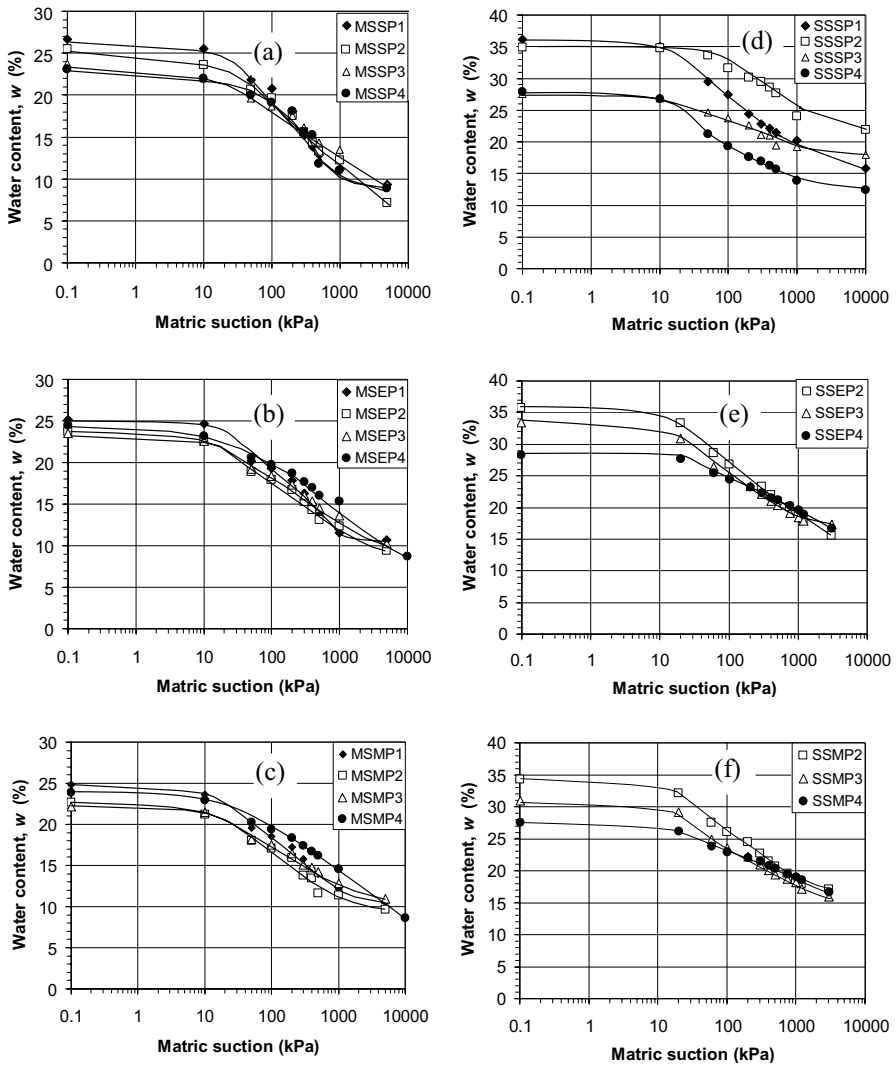 (a)
MSSP1
MSSP2
MSSP3
MSSP4
Water content, w (%)
30
25
20
15
10
5
0
0.1 1 10 100 1000 10000
Matric suction (kPa)
(d)
SSSP1
SSSP2
SSSP3
SSSP4
Water content, w (%)
40
35
30
25
20
15
10
5
0
0.1 1 10 100 1000 10000
Matric suction (kPa)
(b)
MSEP1
MSEP2
MSEP3
MSEP4
Water content, w (%)
30
25
20
15
10
5
0
0.1 1 10 100 1000 10000
Matric suction (kPa)
(e)
SSEP2
SSEP3
SSEP4
Water content, w (%)
40
35
30
25
20
15
10
5
0
0.1 1 10 100 1000 10000
Matric suction (kPa)
(c)
MSMP1
MSMP2
MSMP3
MSMP4
Water content, w (%)
30
25
20
15
10
5
0
0.1 1 10 100 1000 10000
Matric suction (kPa)
(f)
SSMP2
SSMP3
SSMP4
Water content, w (%)
40
35
30
25
20
15
10
5
0
0.1 1 10 100 1000 10000
Matric suction (kPa)